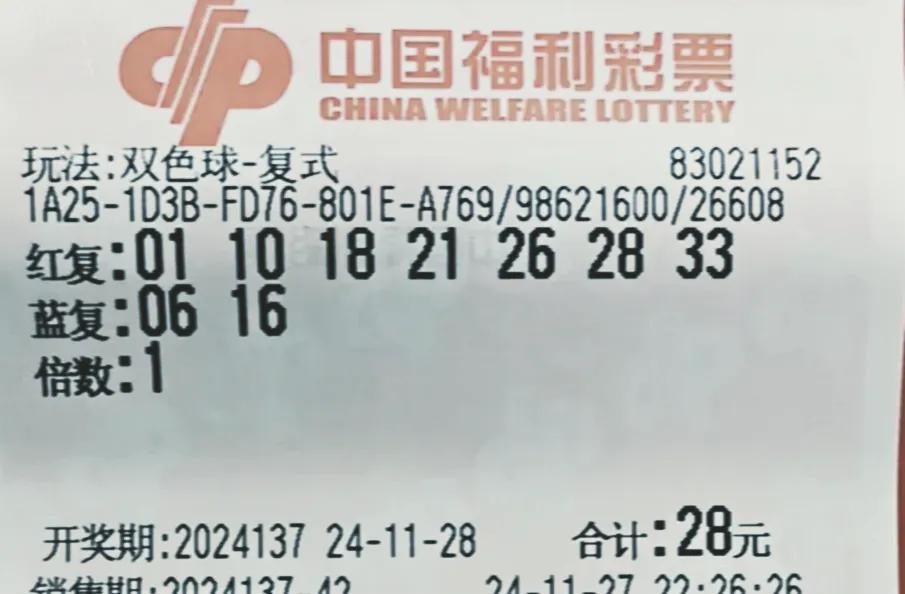 中国福利彩票
CHINA WELFARE LOTTERY
玩法:双色球-复式 83021152
1A25-1D3B-FD76-801E-A769/98621600/26608
红复:01 10 18 21 26 28 33
蓝复:06 16
倍数:1
开奖期:2024137 24-11-28 合计:28元
销售期:2024137-42 24-11-27 22:26:26